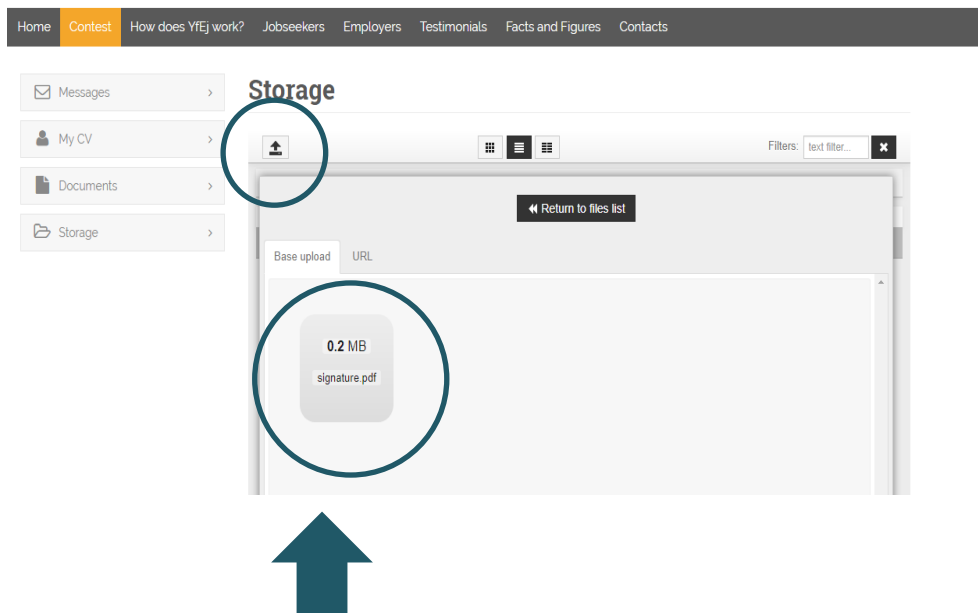 Home Contest How does YfEj work? Jobseekers Employers Testimonials Facts and Figures Contacts
Storage
Messages
My CV
Documents
Storage
Filters: text filter...
Return to files list
Base upload URL
0.2 MB
signature.pdf